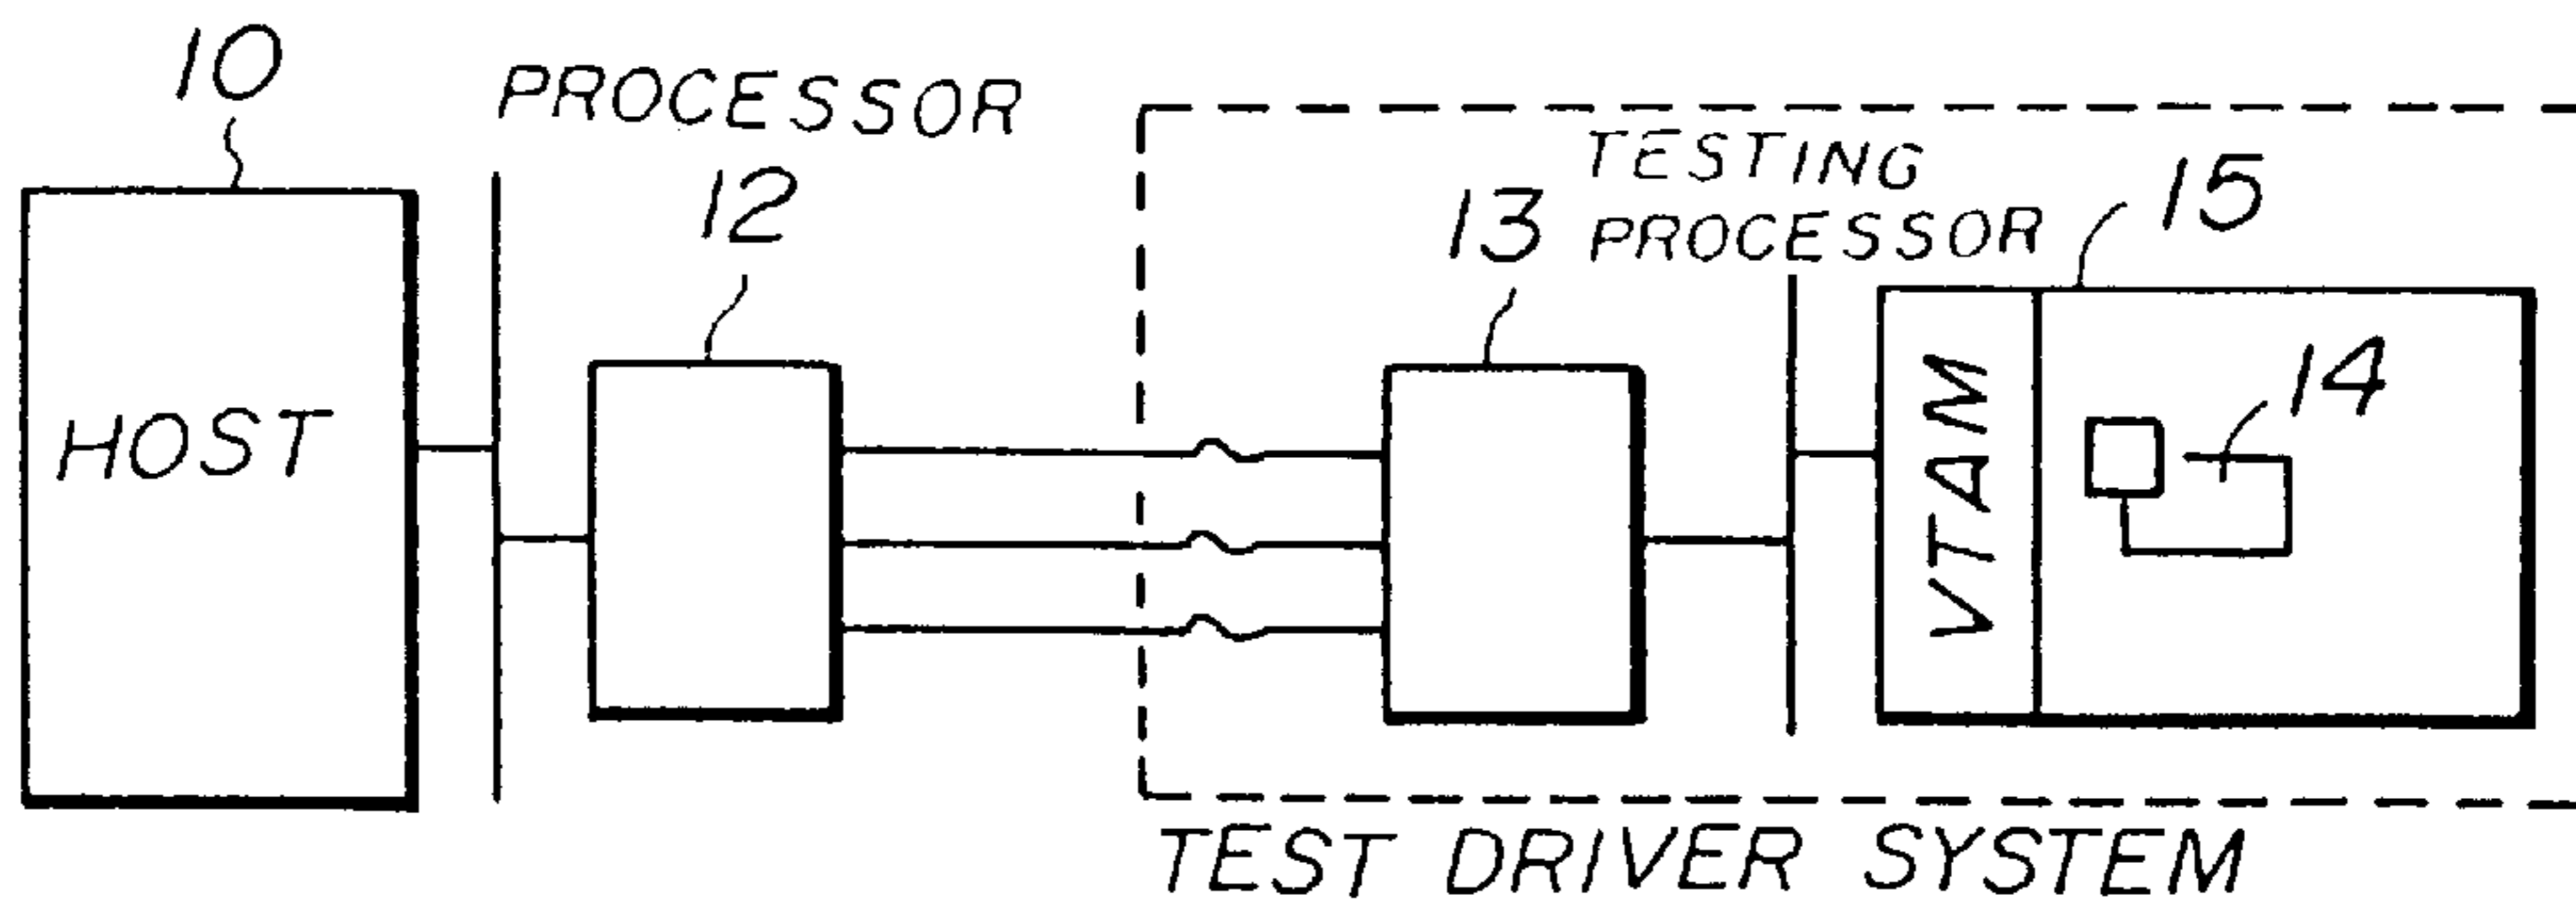 10
PROCESSOR
12
HOST
13
TESTING
PROCESSOR
15
VTAM
14
TEST DRIVER SYSTEM